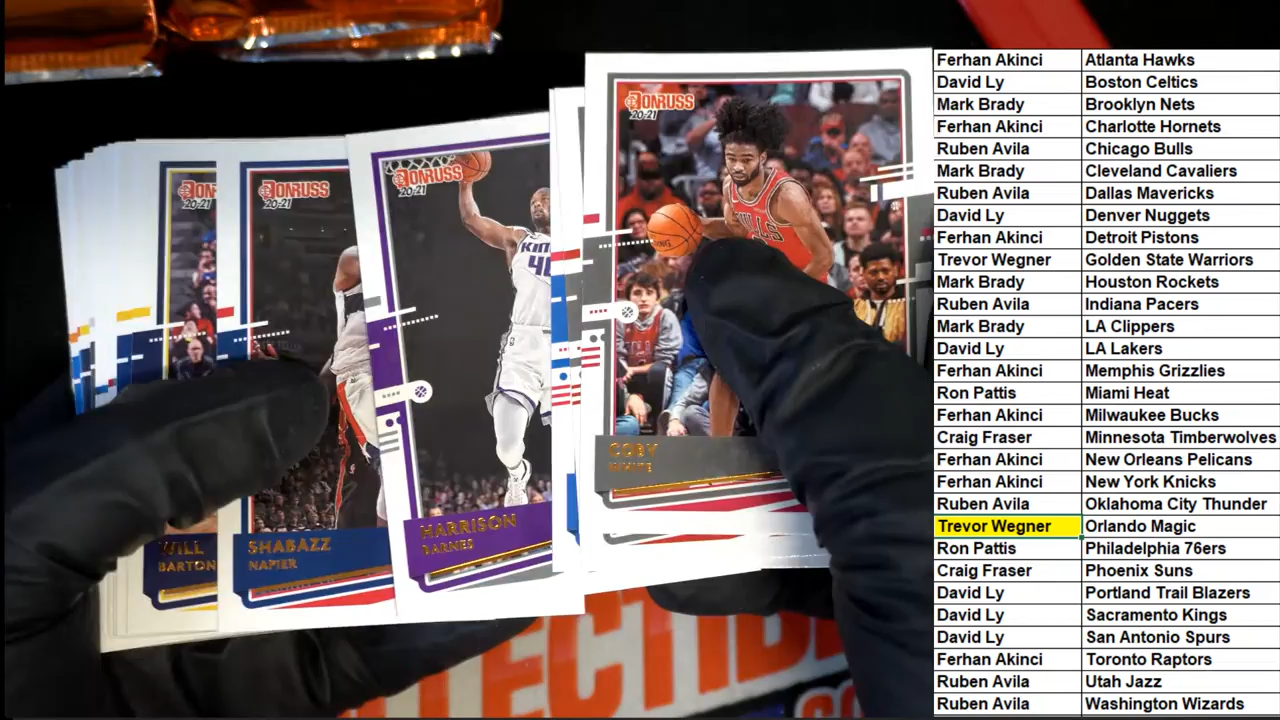 DONRUSS
20-21
WILL
BARTON
DONRUSS
20-21
SHABAZZ
NAPIER
DONRUSS
20-21
KINGS
40
HARRISON
BARNES
DONRUSS
20-21
BULLS
COBY
WHITE
Ferhan Akinci Atlanta Hawks
David Ly Boston Celtics
Mark Brady Brooklyn Nets
Ferhan Akinci Charlotte Hornets
Ruben Avila Chicago Bulls
Mark Brady Cleveland Cavaliers
Ruben Avila Dallas Mavericks
David Ly Denver Nuggets
Ferhan Akinci Detroit Pistons
Trevor Wegner Golden State Warriors
Mark Brady Houston Rockets
Ruben Avila Indiana Pacers
Mark Brady LA Clippers
David Ly LA Lakers
Ferhan Akinci Memphis Grizzlies
Ron Pattis Miami Heat
Ferhan Akinci Milwaukee Bucks
Craig Fraser Minnesota Timberwolves
Ferhan Akinci New Orleans Pelicans
Ferhan Akinci New York Knicks
Ruben Avila Oklahoma City Thunder
Trevor Wegner Orlando Magic
Ron Pattis Philadelphia 76ers
Craig Fraser Phoenix Suns
David Ly Portland Trail Blazers
David Ly Sacramento Kings
David Ly San Antonio Spurs
Ferhan Akinci Toronto Raptors
Ruben Avila Utah Jazz
Ruben Avila Washington Wizards